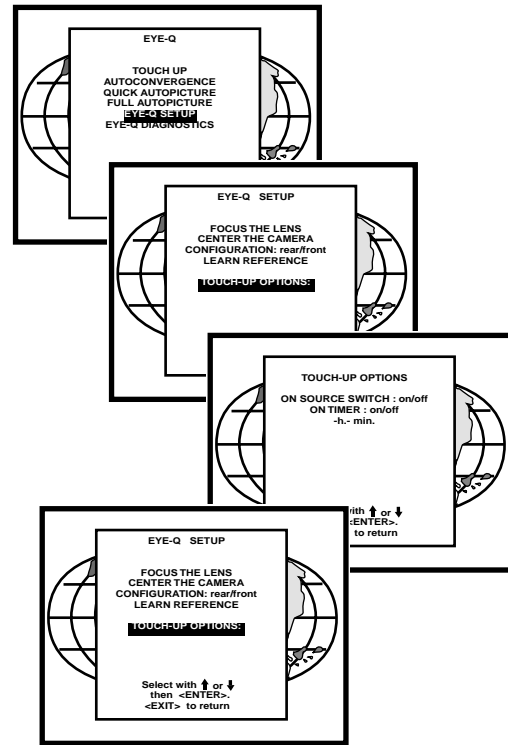 EYE-Q
TOUCH UP
AUTOCONVERGENCE
QUICK AUTOPICTURE
FULL AUTOPICTURE
EYE-Q SETUP
EYE-Q DIAGNOSTICS
EYE-Q SETUP
FOCUS THE LENS
CENTER THE CAMERA
CONFIGURATION: rear/front
LEARN REFERENCE
TOUCH-UP OPTIONS:
TOUCH-UP OPTIONS
ON SOURCE SWITCH : on/off
ON TIMER : on/off
-h.- min.
with ⬆ or ⬇
<ENTER>.
to return
EYE-Q SETUP
FOCUS THE LENS
CENTER THE CAMERA
CONFIGURATION: rear/front
LEARN REFERENCE
TOUCH-UP OPTIONS:
Select with ⬆ or ⬇
then <ENTER>.
<EXIT> to return